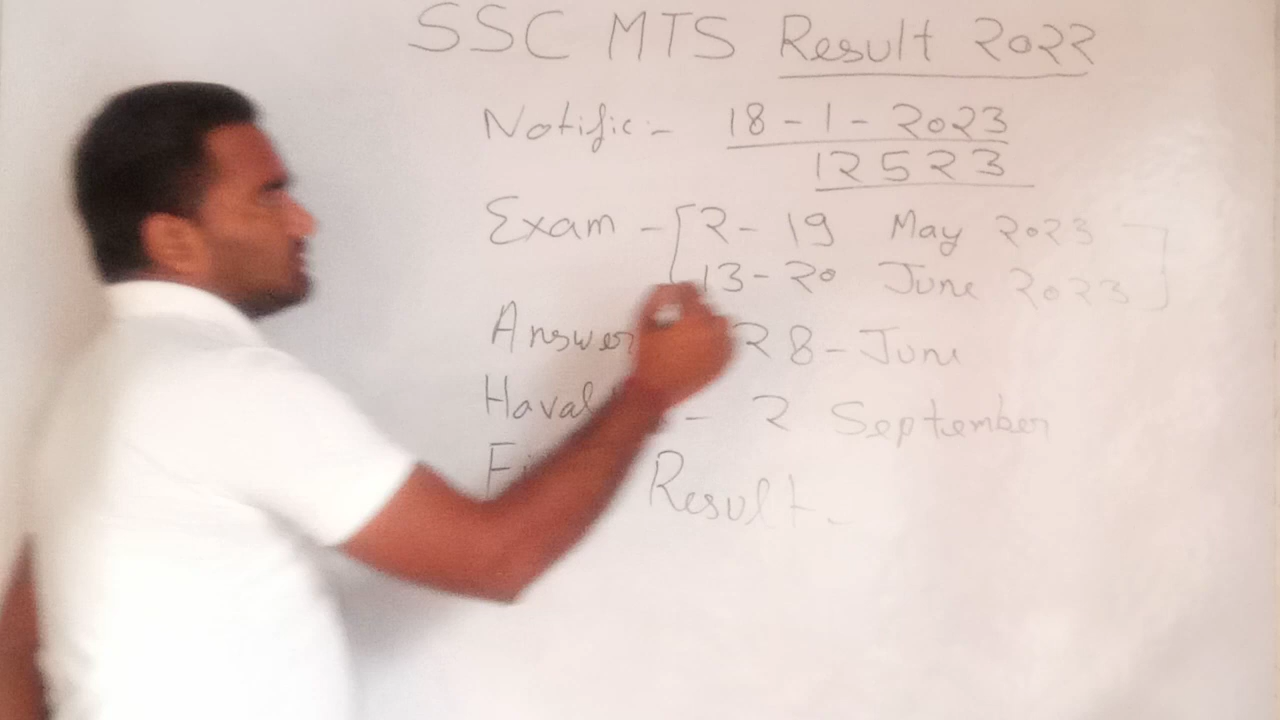 SSC MTS Result 2022
Notific :- 18-1-2023
12523
Exam - [2-19 May 2023]
[13-20 June 2023]
Answer 28-June
Haval - 2 September
Result -